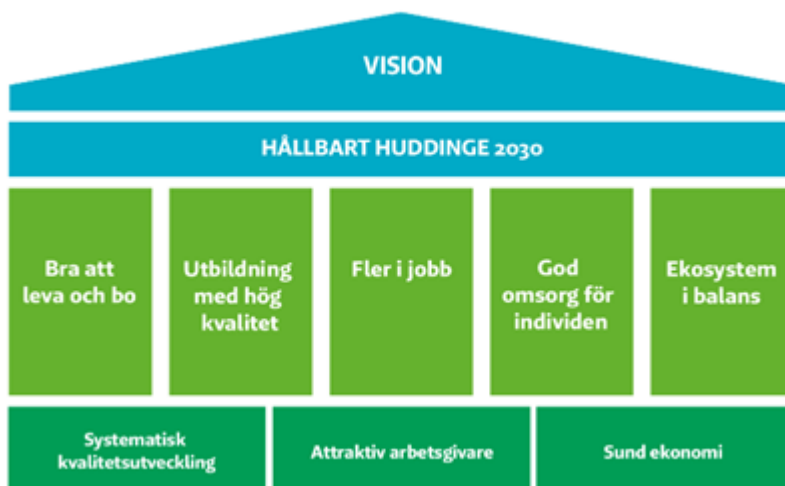 VISION
HÅLLBART HUDDINGE 2030
Bra att
leva och bo
Utbildning
med hög
kvalitet
Fler i jobb
God
omsorg för
individen
Ekosystem
i balans
Systematisk
kvalitetsutveckling
Attraktiv arbetsgivare
Sund ekonomi